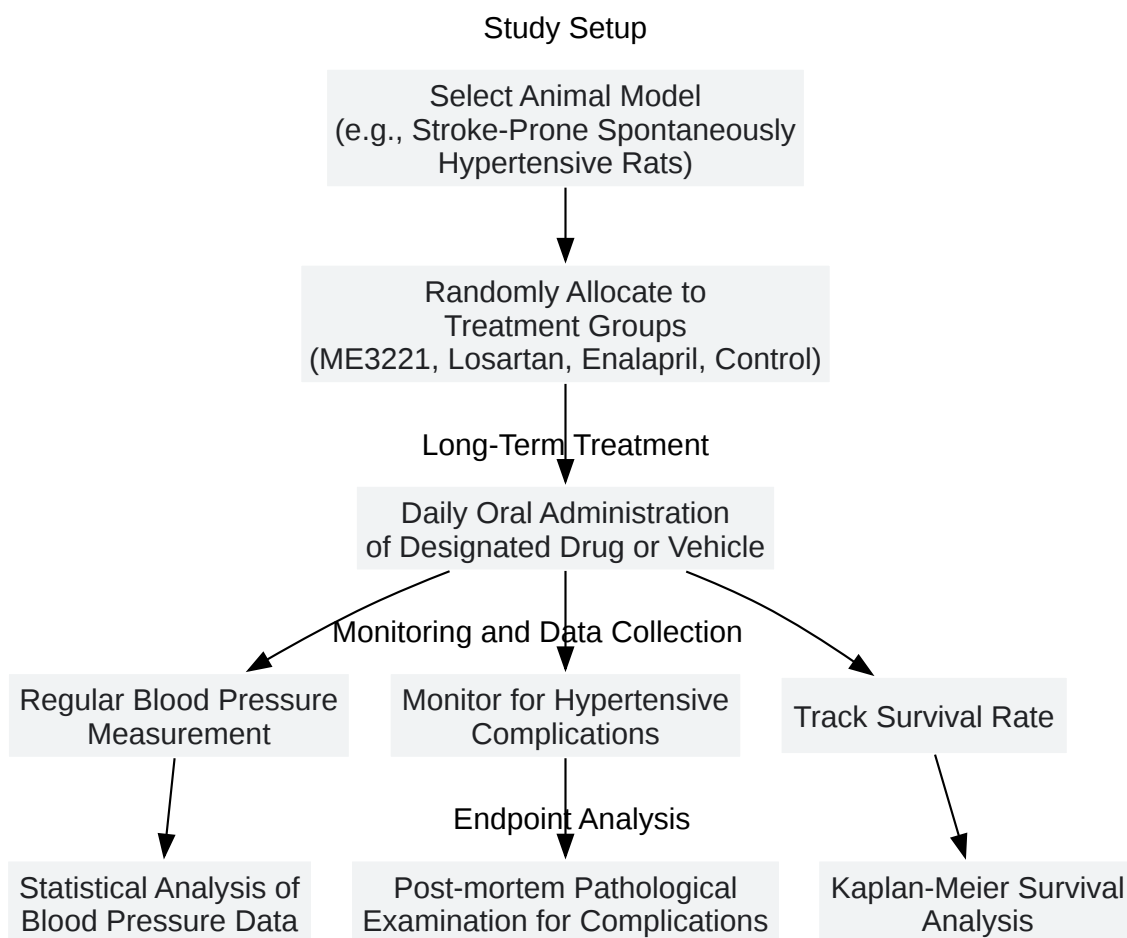 Study Setup
Select Animal Model
(e.g., Stroke-Prone Spontaneously
Hypertensive Rats)
Randomly Allocate to
Treatment Groups
(ME3221, Losartan, Enalapril, Control)
Long-Term Treatment
Daily Oral Administration
of Designated Drug or Vehicle
Monitoring and Data Collection
Regular Blood Pressure
Measurement
Monitor for Hypertensive
Complications
Track Survival Rate
Endpoint Analysis
Statistical Analysis of
Blood Pressure Data
Post-mortem Pathological
Examination for Complications
Kaplan-Meier Survival
Analysis